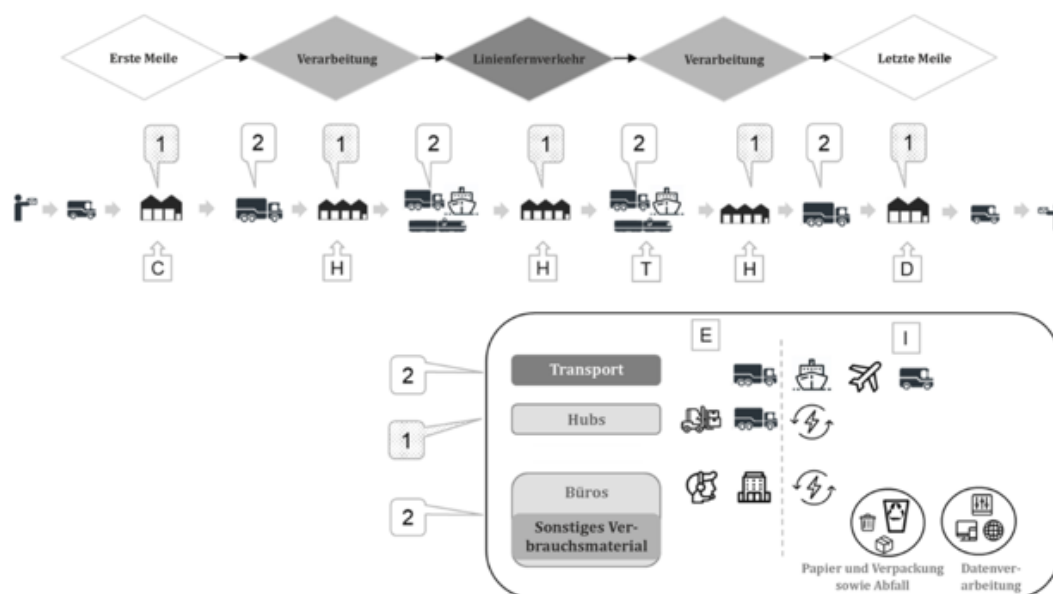 Erste Meile
Verarbeitung
Linienfernverkehr
Verarbeitung
Letzte Meile
1
2
1
2
1
2
1
2
1
C
H
H
T
H
D
E
I
2
Transport
1
Hubs
2
Büros
Sonstiges Ver-
brauchsmaterial
Papier und Verpackung
sowie Abfall
Datenver-
arbeitung